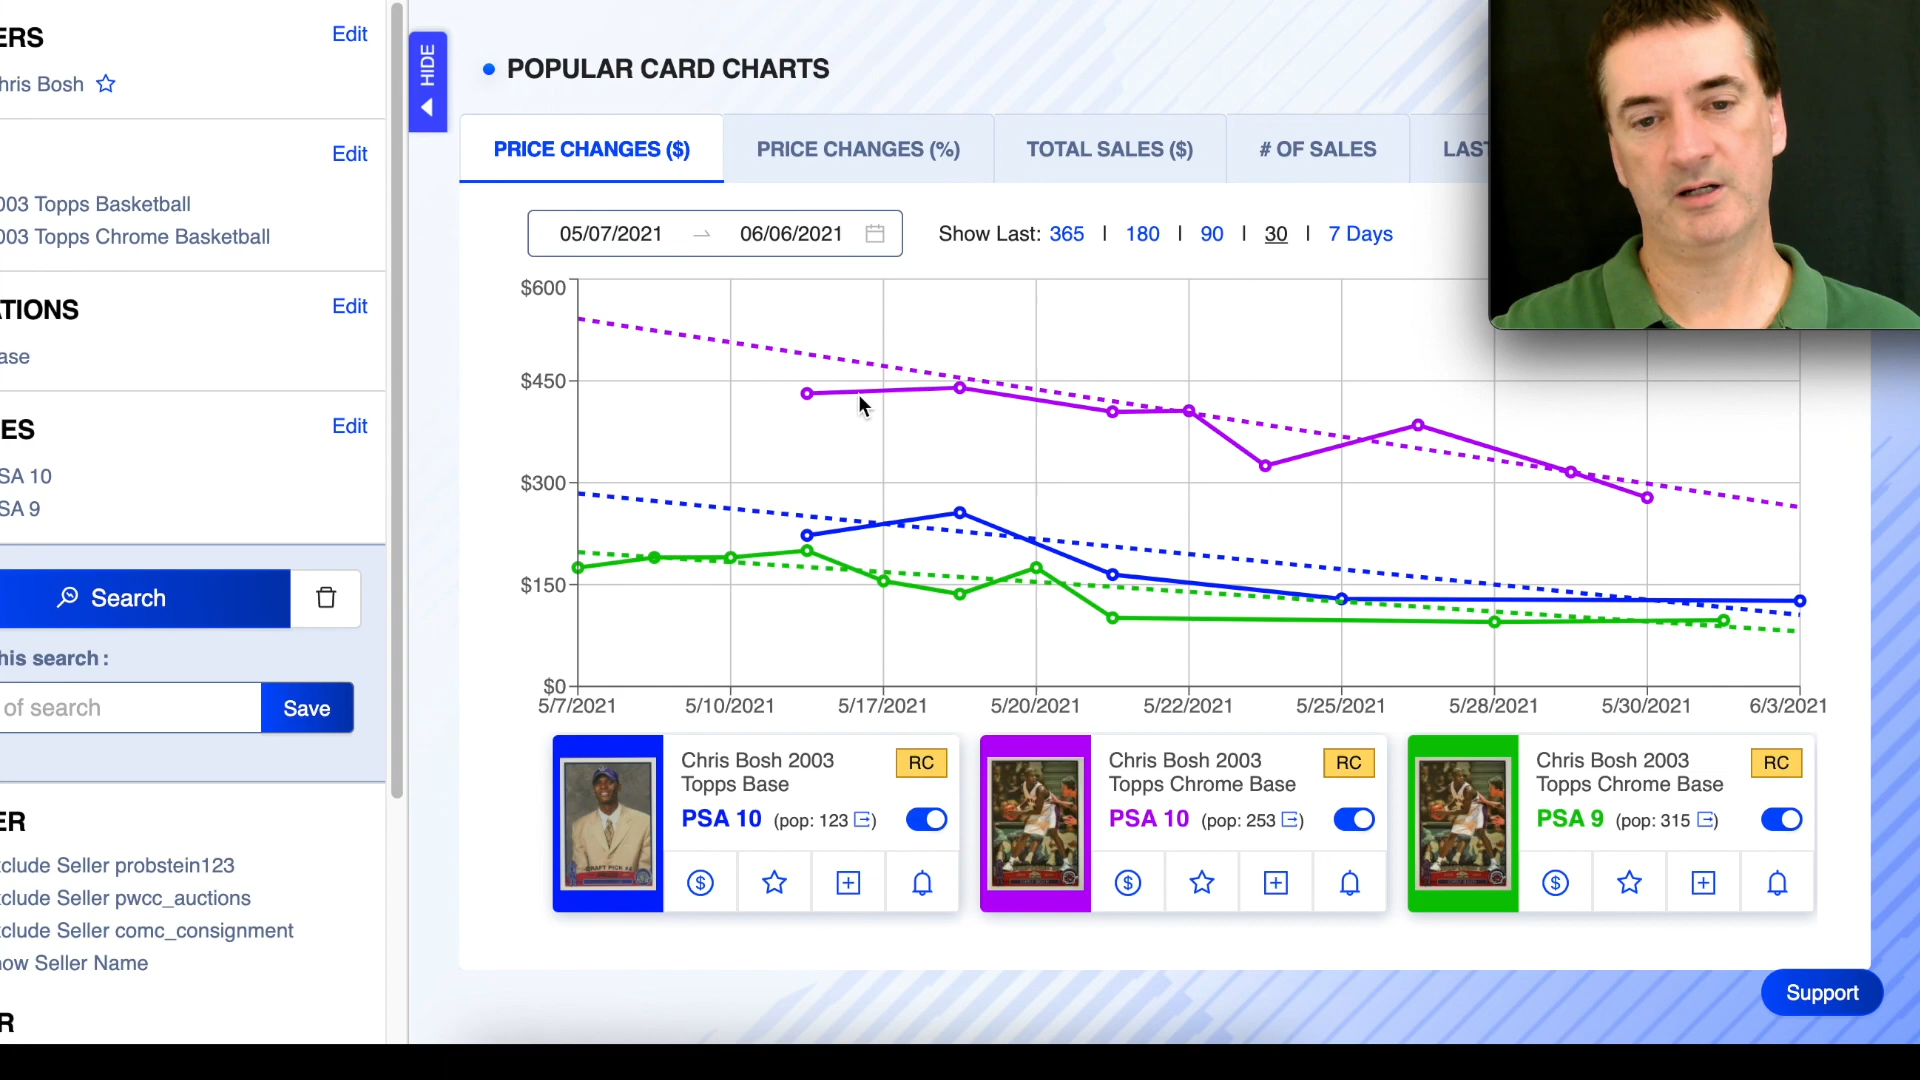 ERS
Edit
hris Bosh
Edit
003 Topps Basketball
003 Topps Chrome Basketball
ATIONS
Edit
ase
ES
Edit
SA 10
SA 9
Search
his search :
of search
Save
ER
clude Seller probstein123
clude Seller pwcc_auctions
clude Seller comc_consignment
ow Seller Name
R
HIDE
POPULAR CARD CHARTS
PRICE CHANGES ($)
PRICE CHANGES (%)
TOTAL SALES ($)
# OF SALES
LAST
05/07/2021 → 06/06/2021
Show Last: 365 | 180 | 90 | 30 | 7 Days
$600
$450
$300
$150
$0
5/7/2021
5/10/2021
5/17/2021
5/20/2021
5/22/2021
5/25/2021
5/28/2021
5/30/2021
6/3/2021
Chris Bosh 2003
Topps Base
RC
PSA 10 (pop: 123)
Chris Bosh 2003
Topps Chrome Base
RC
PSA 10 (pop: 253)
Chris Bosh 2003
Topps Chrome Base
RC
PSA 9 (pop: 315)
Support